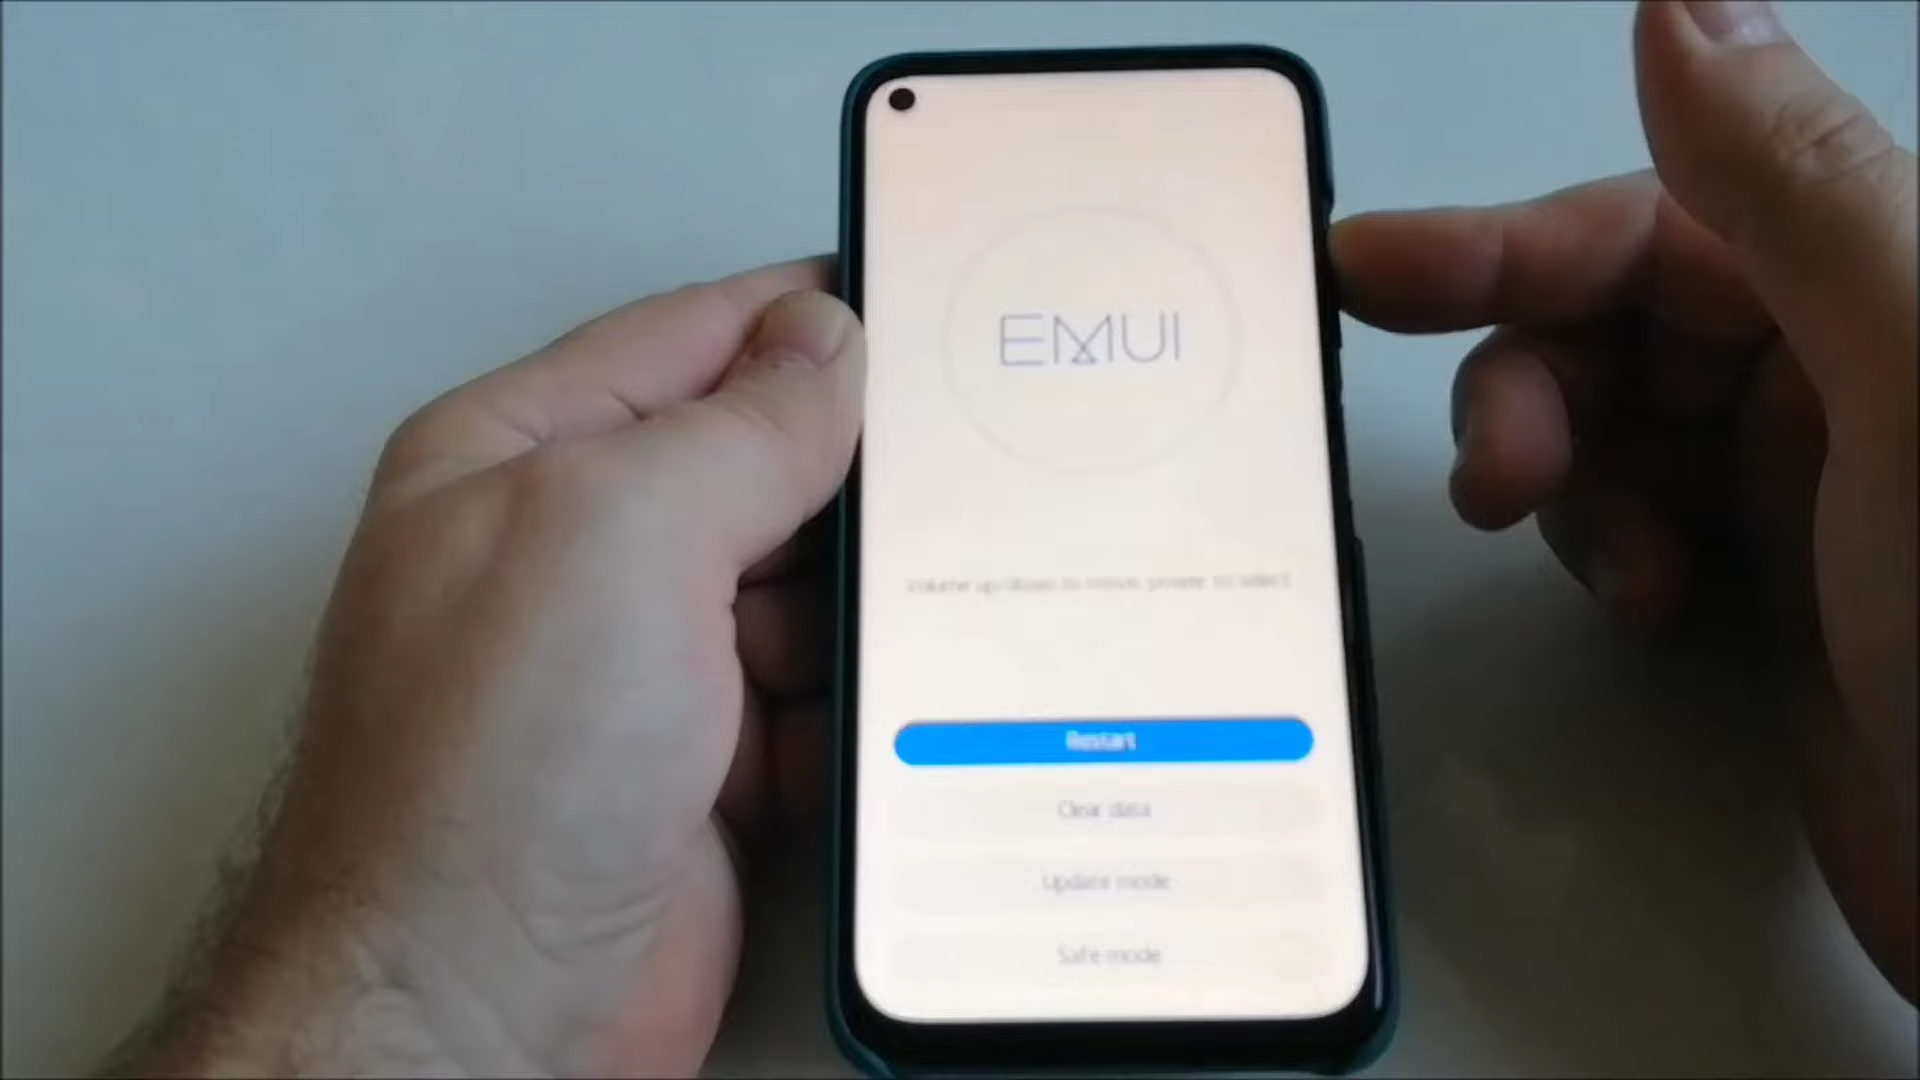 EMUI
Volume up/down to move, power to select
Restart
Clear data
Update mode
Safe mode